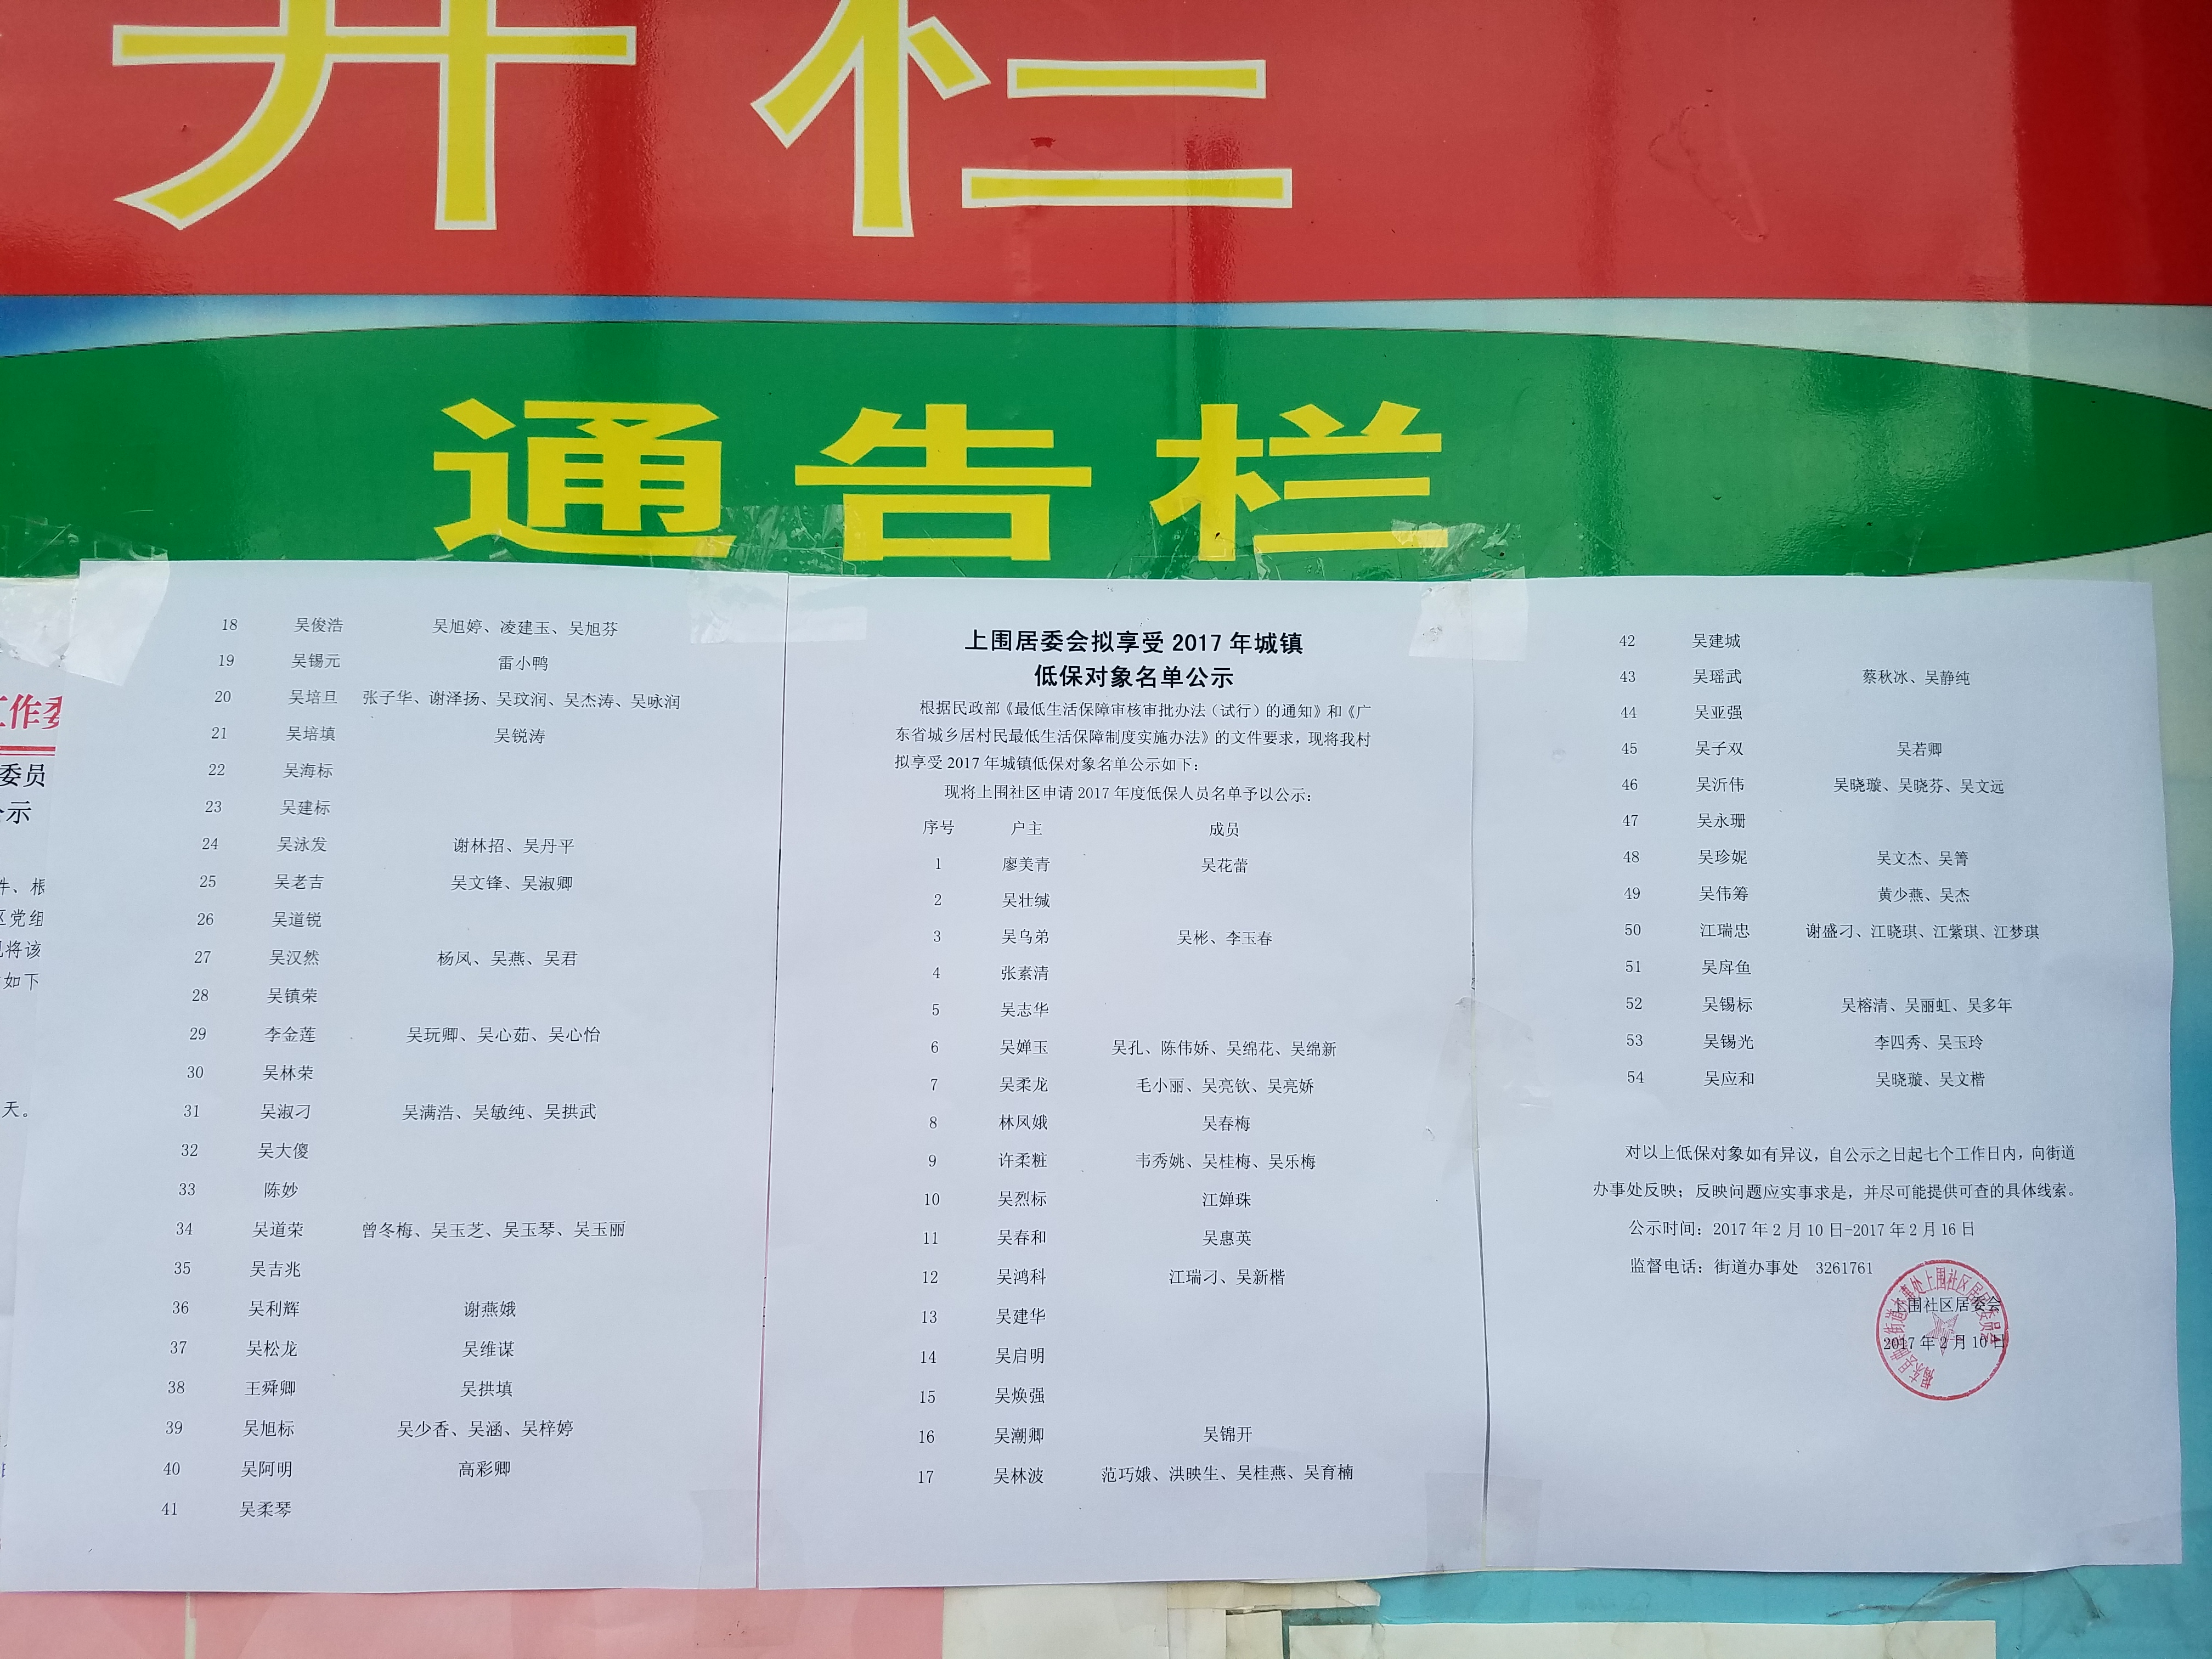 开栏
通告栏
工作委
委员
公示
件、根
区党组
现将该
如下
天。
18 吴俊浩 吴旭婷、凌建玉、吴旭芬
19 吴锡元 雷小鸭
20 吴培旦 张子华、谢泽扬、吴玟润、吴杰涛、吴咏润
21 吴培填 吴锐涛
22 吴海标
23 吴建标
24 吴泳发 谢林招、吴丹平
25 吴老吉 吴文锋、吴淑卿
26 吴道锐
27 吴汉然 杨凤、吴燕、吴君
28 吴镇荣
29 李金莲 吴玩卿、吴心茹、吴心怡
30 吴林荣
31 吴淑刁 吴满浩、吴敏纯、吴拱武
32 吴大傻
33 陈妙
34 吴道荣 曾冬梅、吴玉芝、吴玉琴、吴玉丽
35 吴吉兆
36 吴利辉 谢燕娥
37 吴松龙 吴维谋
38 王舜卿 吴拱填
39 吴旭标 吴少香、吴涵、吴梓婷
40 吴阿明 高彩卿
41 吴柔琴
上围居委会拟享受 2017 年城镇
低保对象名单公示
根据民政部《最低生活保障审核审批办法（试行）的通知》和《广
东省城乡居村民最低生活保障制度实施办法》的文件要求，现将我村
拟享受 2017 年城镇低保对象名单公示如下：
现将上围社区申请 2017 年度低保人员名单予以公示：
序号 户主 成员
1 廖美青 吴花蕾
2 吴壮缄
3 吴乌弟 吴彬、李玉春
4 张素清
5 吴志华
6 吴婵玉 吴孔、陈伟娇、吴绵花、吴绵新
7 吴柔龙 毛小丽、吴亮钦、吴亮娇
8 林凤娥 吴春梅
9 许柔粧 韦秀姚、吴桂梅、吴乐梅
10 吴烈标 江婵珠
11 吴春和 吴惠英
12 吴鸿科 江瑞刁、吴新楷
13 吴建华
14 吴启明
15 吴焕强
16 吴潮卿 吴锦开
17 吴林波 范巧娥、洪映生、吴桂燕、吴育楠
42 吴建城
43 吴瑶武 蔡秋冰、吴静纯
44 吴亚强
45 吴子双 吴若卿
46 吴沂伟 吴晓璇、吴晓芬、吴文远
47 吴永珊
48 吴珍妮 吴文杰、吴箐
49 吴伟筹 黄少燕、吴杰
50 江瑞忠 谢盛刁、江晓琪、江紫琪、江梦琪
51 吴戽鱼
52 吴锡标 吴榕清、吴丽虹、吴多年
53 吴锡光 李四秀、吴玉玲
54 吴应和 吴晓璇、吴文楷
对以上低保对象如有异议，自公示之日起七个工作日内，向街道
办事处反映；反映问题应实事求是，并尽可能提供可查的具体线索。
公示时间：2017 年 2 月 10 日-2017 年 2 月 16 日
监督电话：街道办事处 3261761
上围社区居委会
2017 年 2 月 10 日